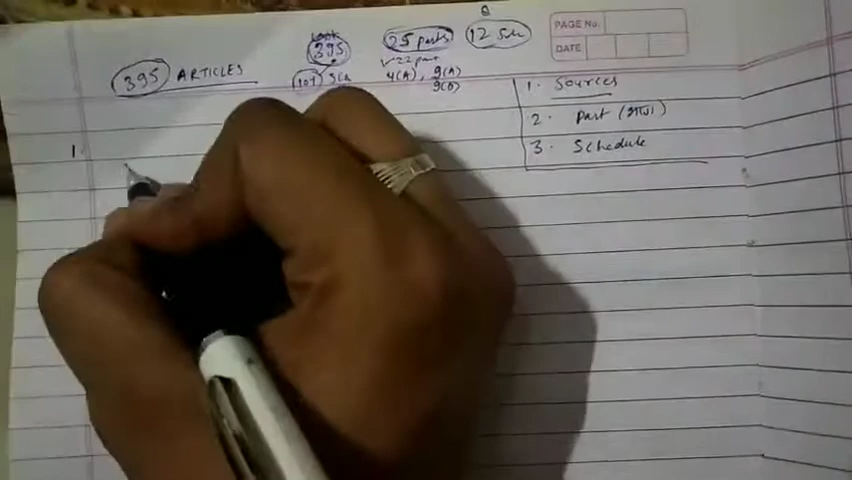 395 25 parts 12 Sch
✓22 part
395 ARTICLES
4(A), 9(A)
9(B)
PAGE No.
DATE
1. Sources
2. Part (भाग)
3. Schedule
1.